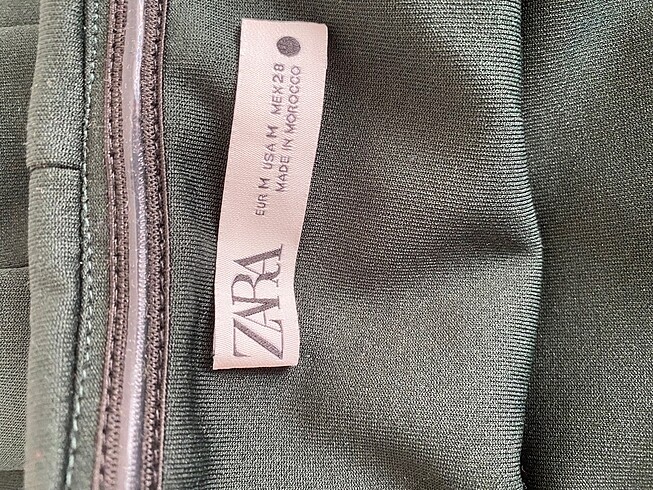 ZARA
EUR M USA M MEX 28
MADE IN MOROCCO